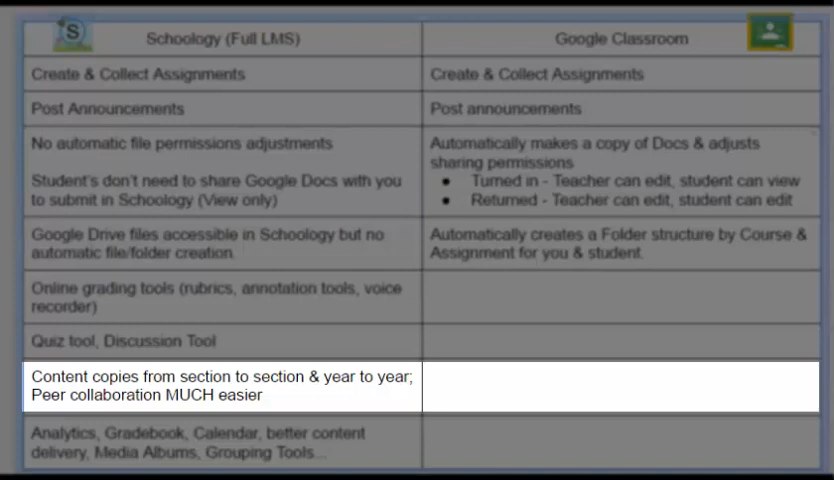 S
Schoology (Full LMS)
Google Classroom
Create & Collect Assignments
Create & Collect Assignments
Post Announcements
Post announcements
No automatic file permissions adjustments
Student's don't need to share Google Docs with you
to submit in Schoology (View only)
Automatically makes a copy of Docs & adjusts
sharing permissions
● Turned in - Teacher can edit, student can view
● Returned - Teacher can edit, student can edit
Google Drive files accessible in Schoology but no
automatic file/folder creation.
Automatically creates a Folder structure by Course &
Assignment for you & student.
Online grading tools (rubrics, annotation tools, voice
recorder)
Quiz tool, Discussion Tool
Content copies from section to section & year to year;
Peer collaboration MUCH easier
Analytics, Gradebook, Calendar, better content
delivery, Media Albums, Grouping Tools...